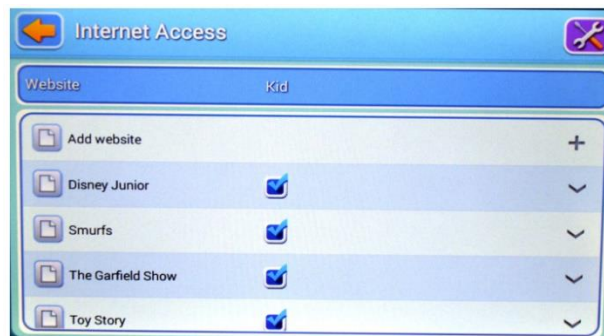 Internet Access
Website Kid
Add website
Disney Junior
Smurfs
The Garfield Show
Toy Story